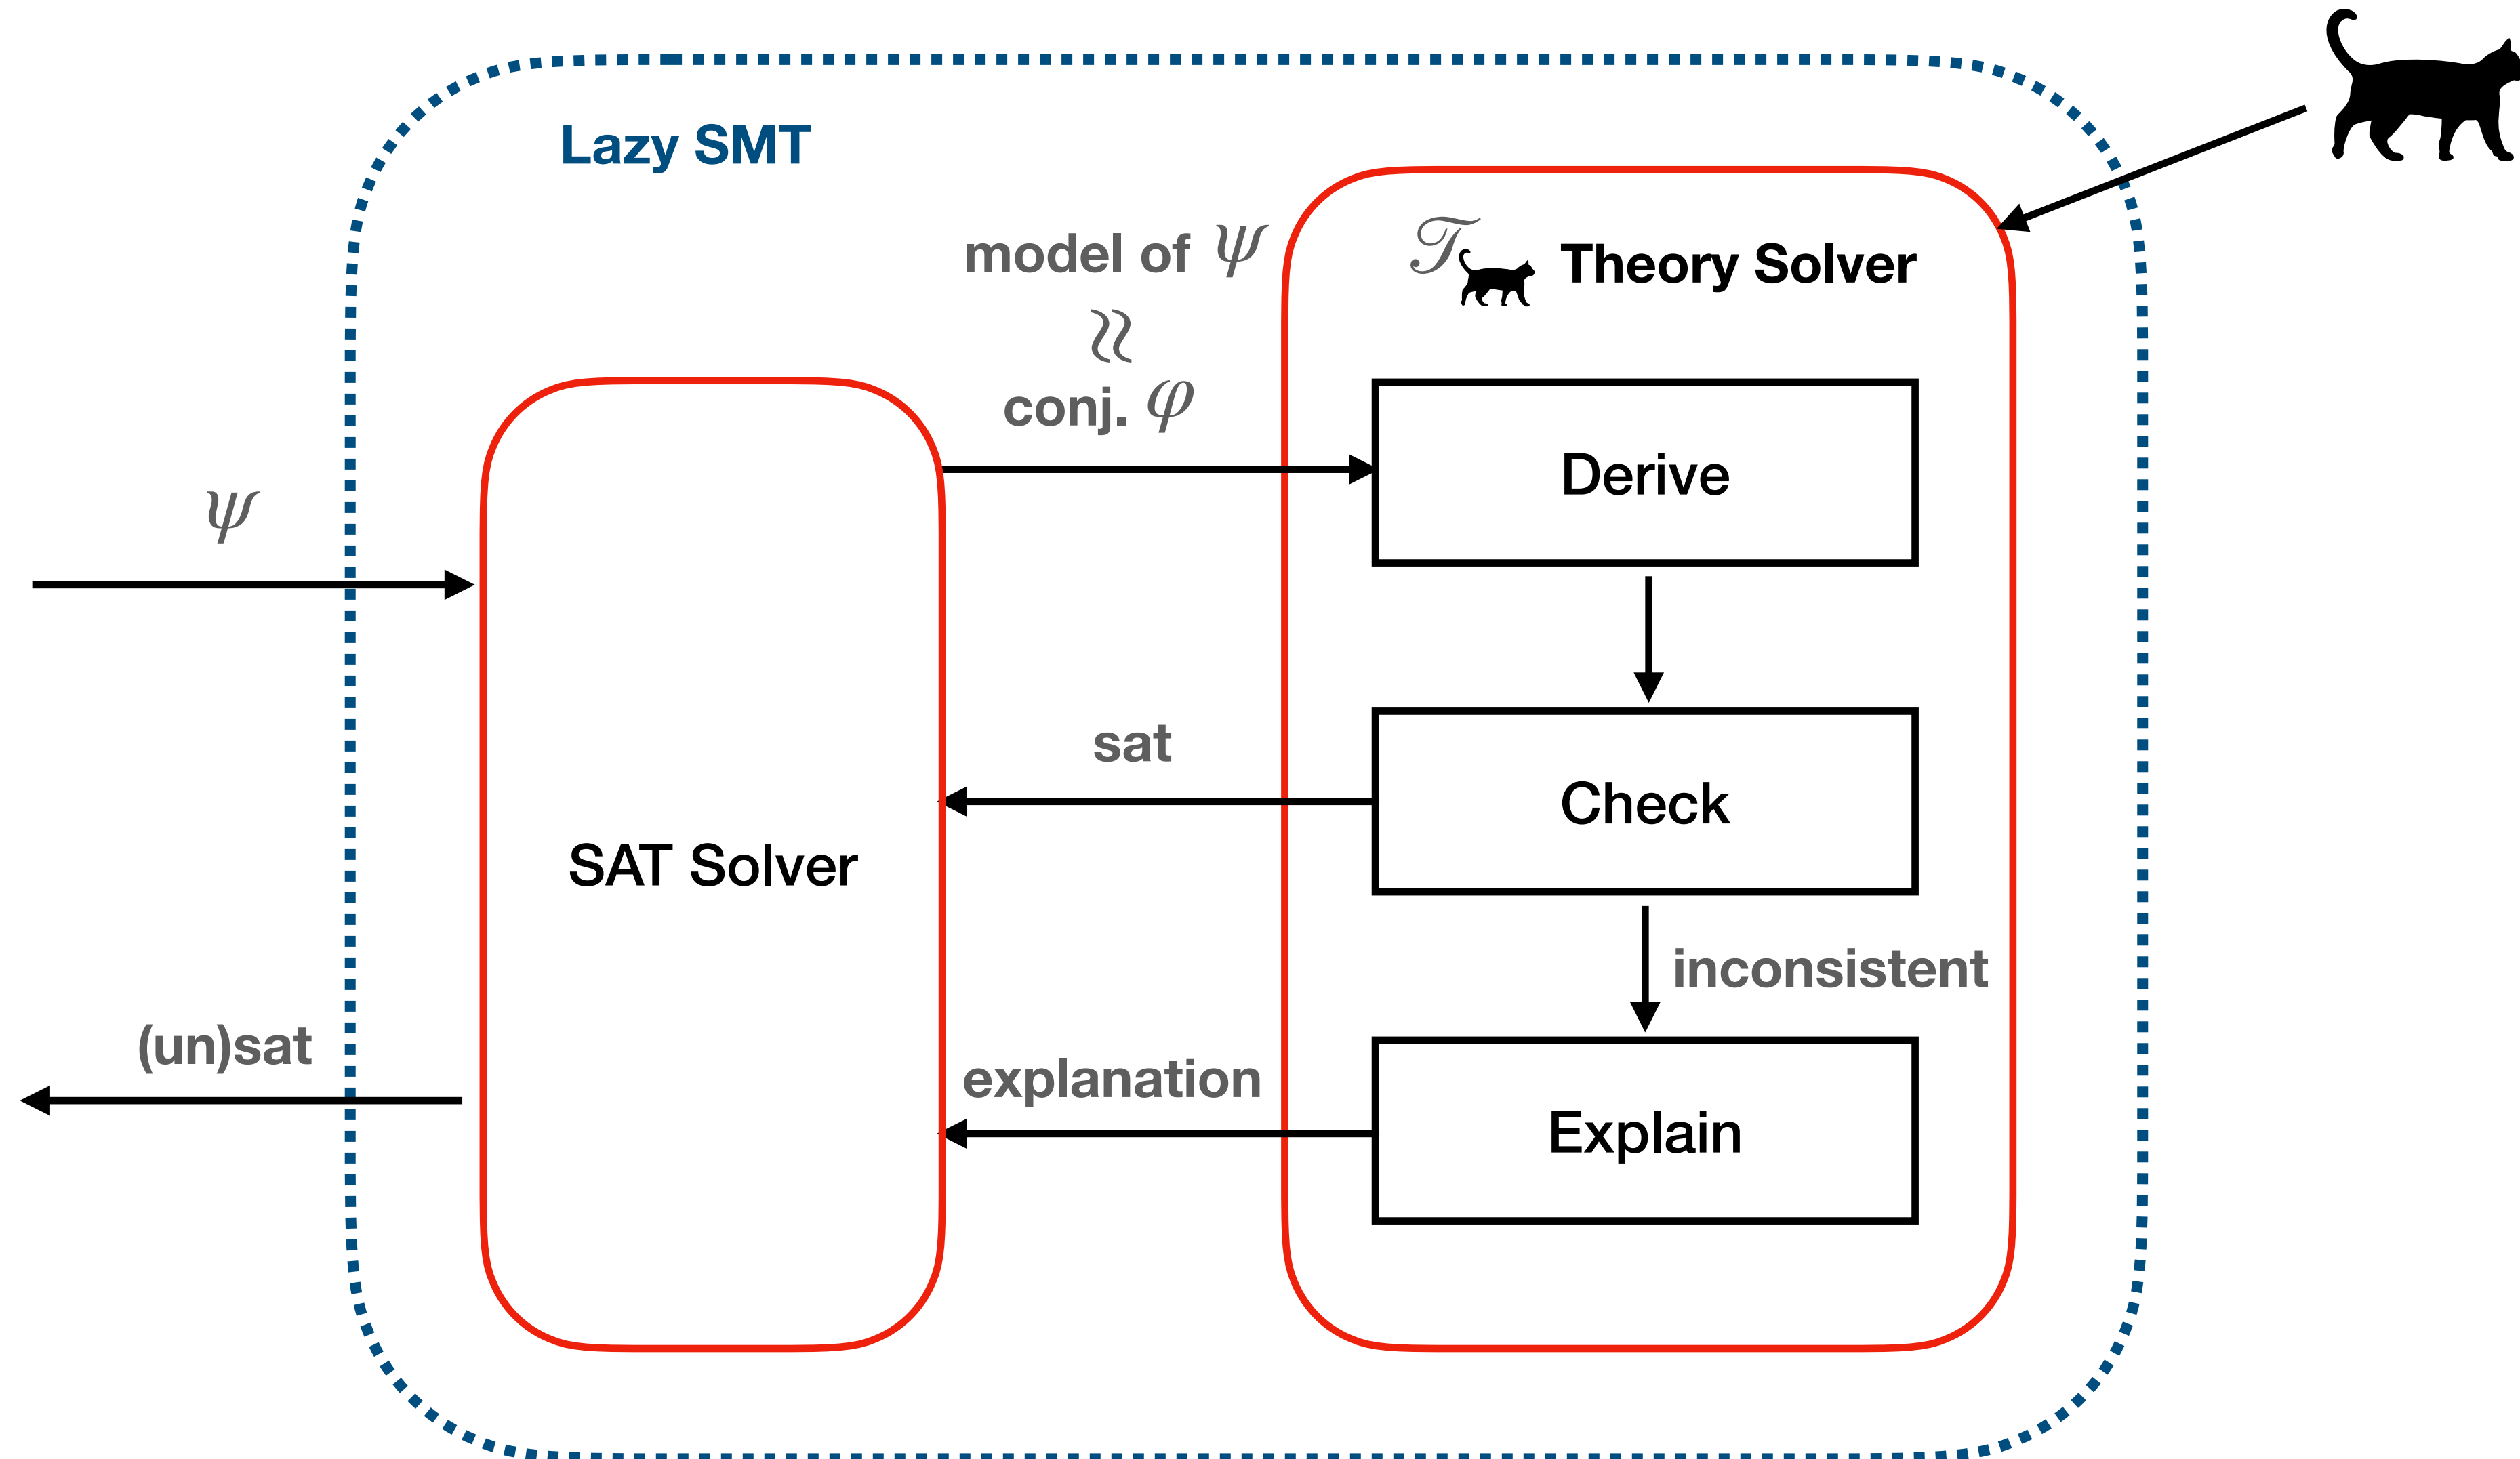 Lazy SMT
model of ψ
≈
conj. φ
𝒯 Theory Solver
Derive
ψ
sat
Check
SAT Solver
inconsistent
(un)sat
explanation
Explain